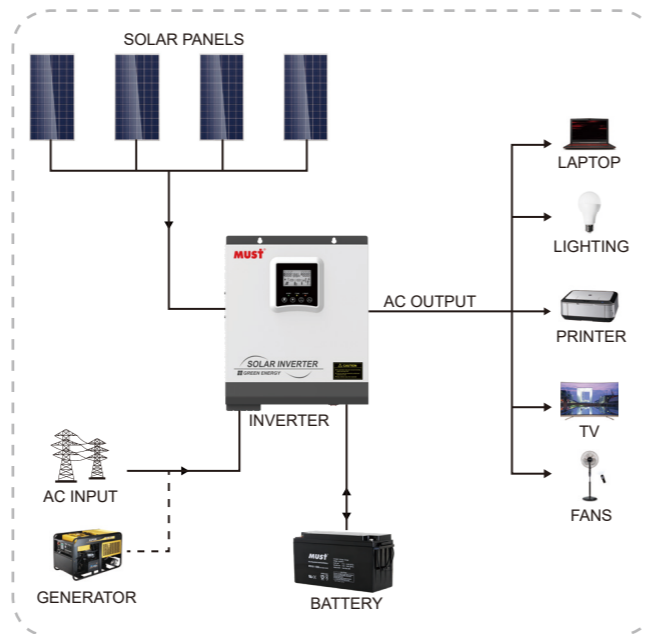 SOLAR PANELS
LAPTOP
LIGHTING
MUST
AC OUTPUT
PRINTER
SOLAR INVERTER
GREEN ENERGY
CAUTION
INVERTER
TV
AC INPUT
FANS
MUST
GENERATOR
BATTERY